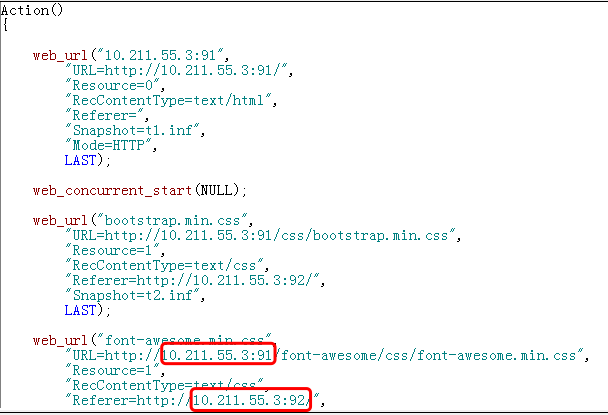 Action()
{
web_url("10.211.55.3:91",
"URL=http://10.211.55.3:91/",
"Resource=0",
"RecContentType=text/html",
"Referer=",
"Snapshot=t1.inf",
"Mode=HTTP",
LAST);
web_concurrent_start(NULL);
web_url("bootstrap.min.css",
"URL=http://10.211.55.3:91/css/bootstrap.min.css",
"Resource=1",
"RecContentType=text/css",
"Referer=http://10.211.55.3:92/",
"Snapshot=t2.inf",
LAST);
web_url("font-awesome.min.css",
"URL=http://10.211.55.3:91/font-awesome/css/font-awesome.min.css",
"Resource=1",
"RecContentType=text/css",
"Referer=http://10.211.55.3:92/",